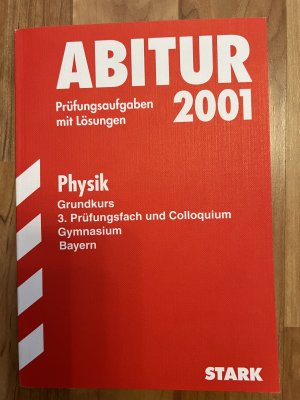 ABITUR
Prüfungsaufgaben 2001
mit Lösungen
Physik
Grundkurs
3. Prüfungsfach und Colloquium
Gymnasium
Bayern
STARK